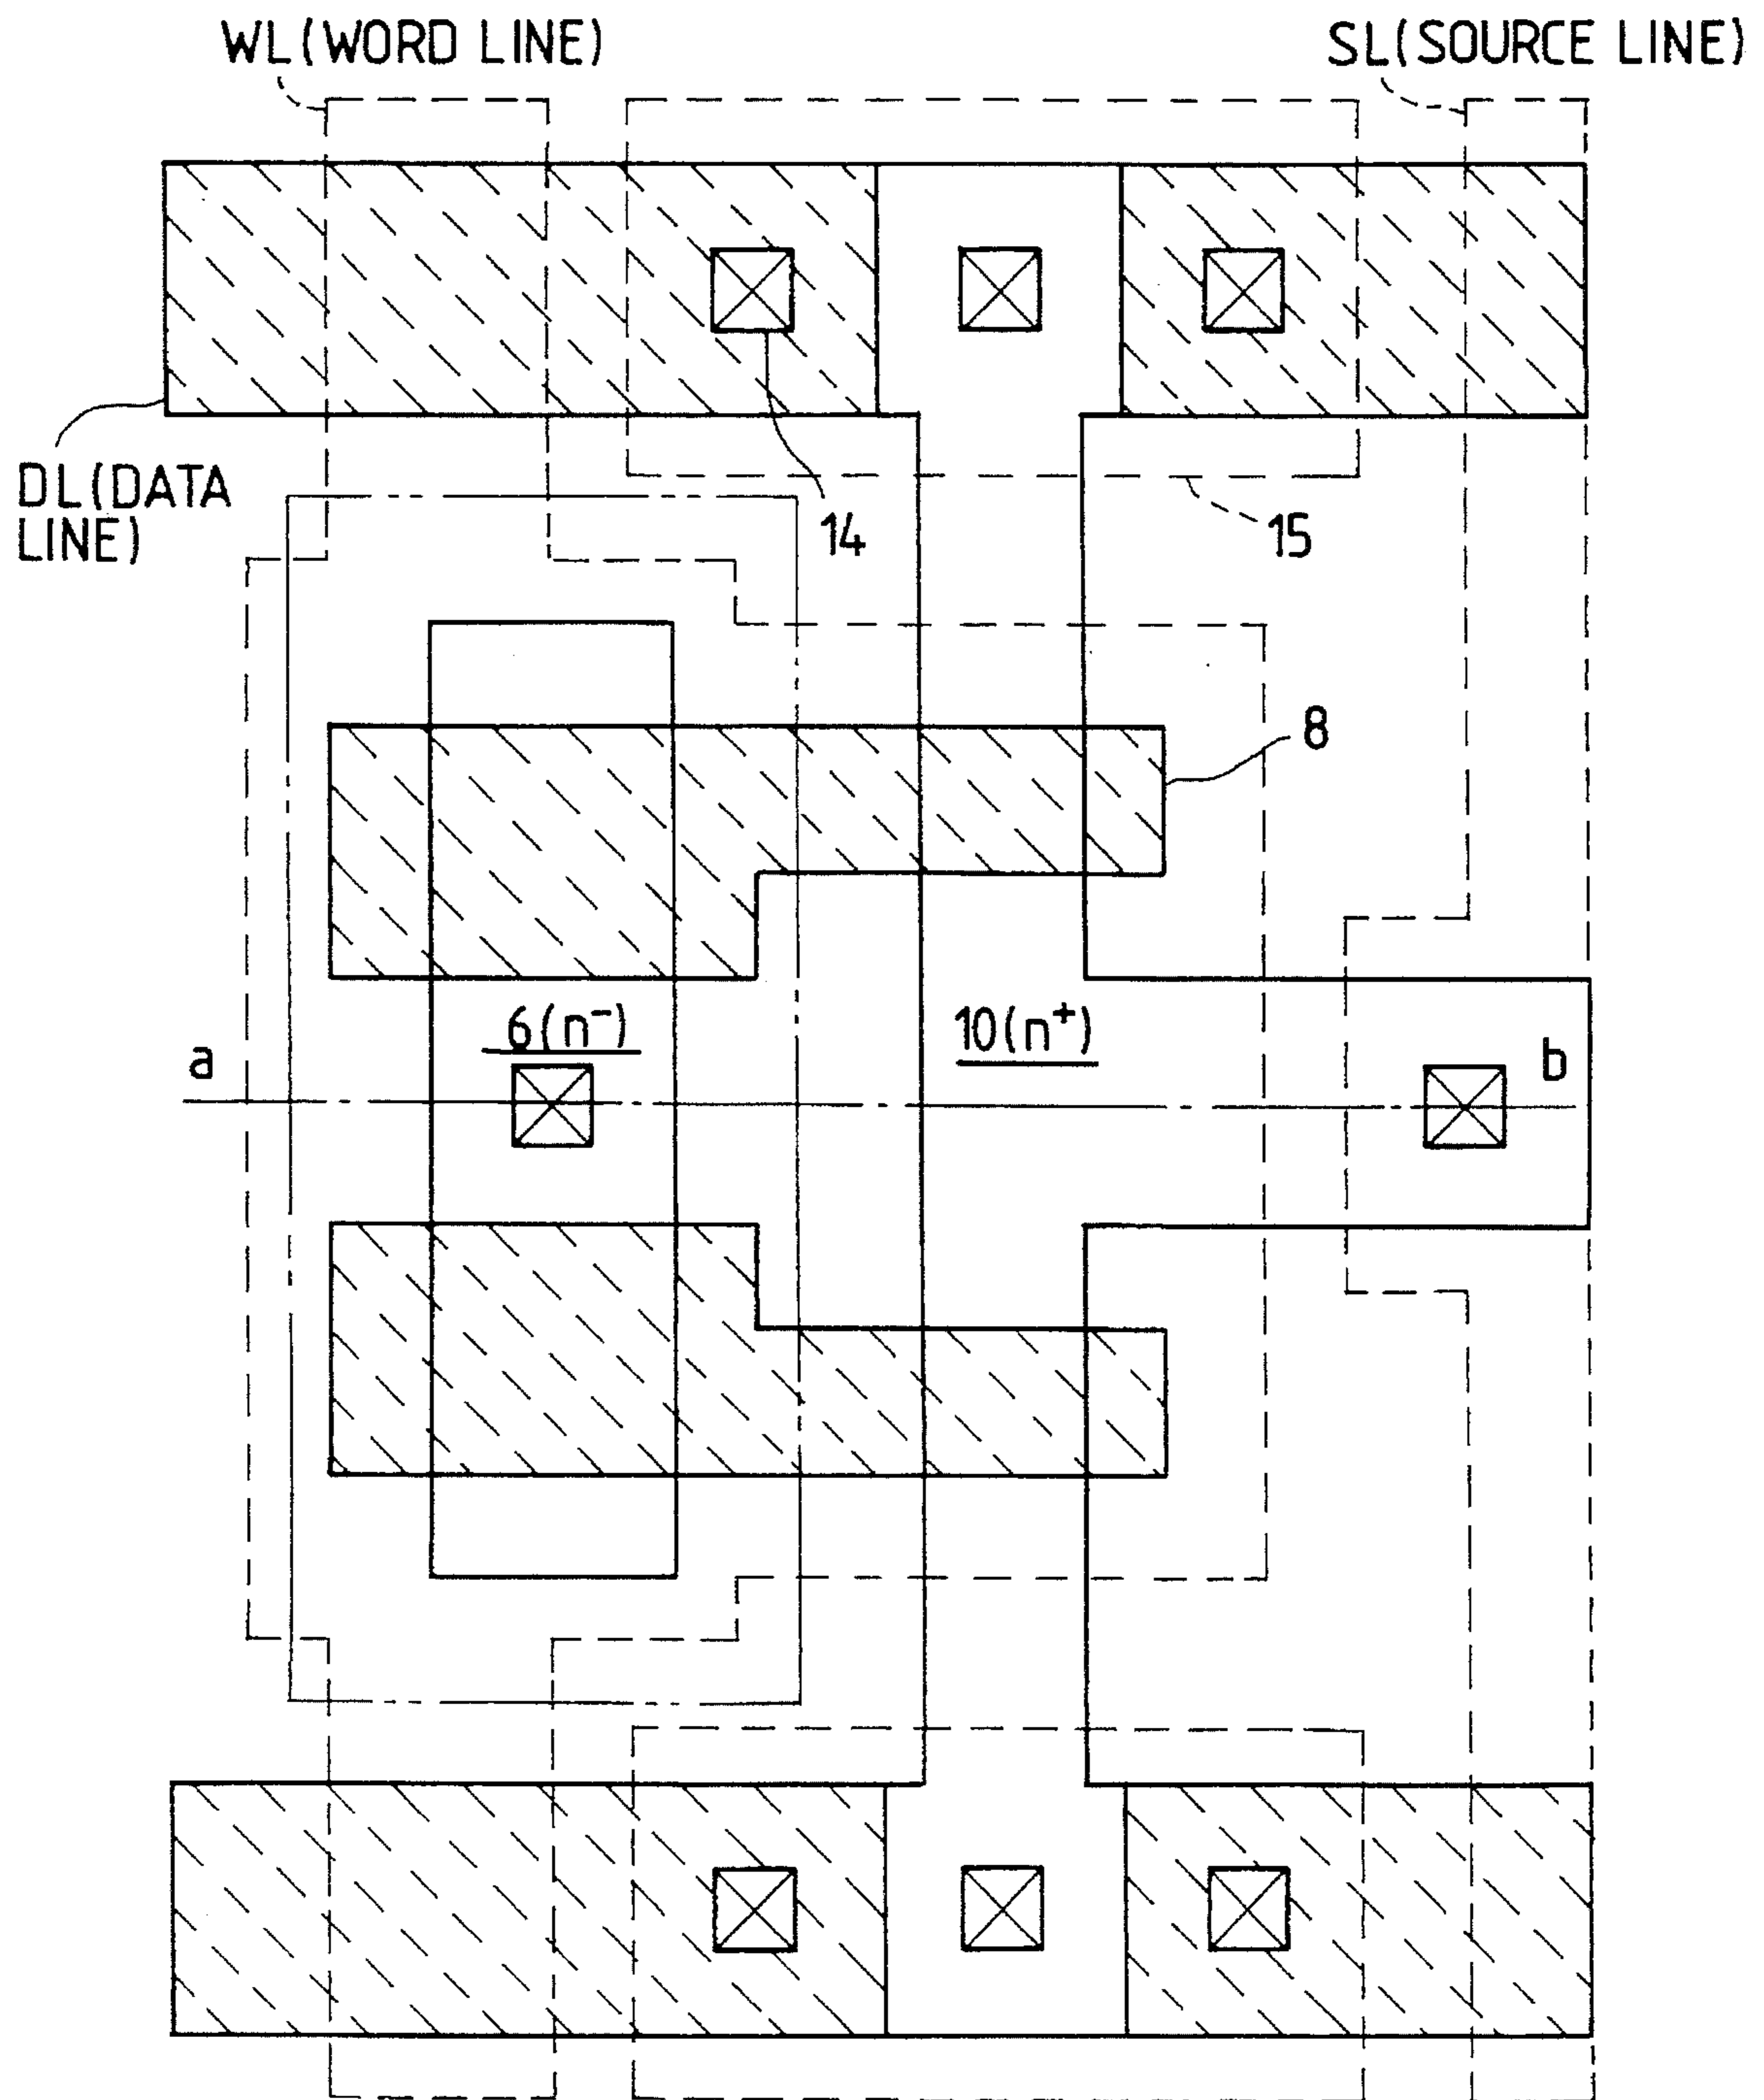 WL(WORD LINE)
SL(SOURCE LINE)
DL(DATA
LINE)
14
15
8
6(n⁻)
10(n⁺)
a
b